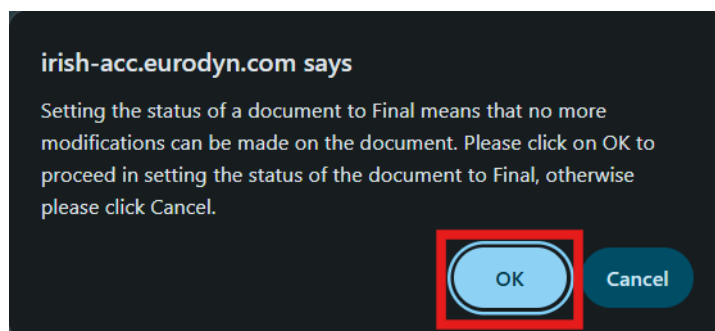 irish-acc.eurodyn.com says
Setting the status of a document to Final means that no more
modifications can be made on the document. Please click on OK to
proceed in setting the status of the document to Final, otherwise
please click Cancel.
OK Cancel